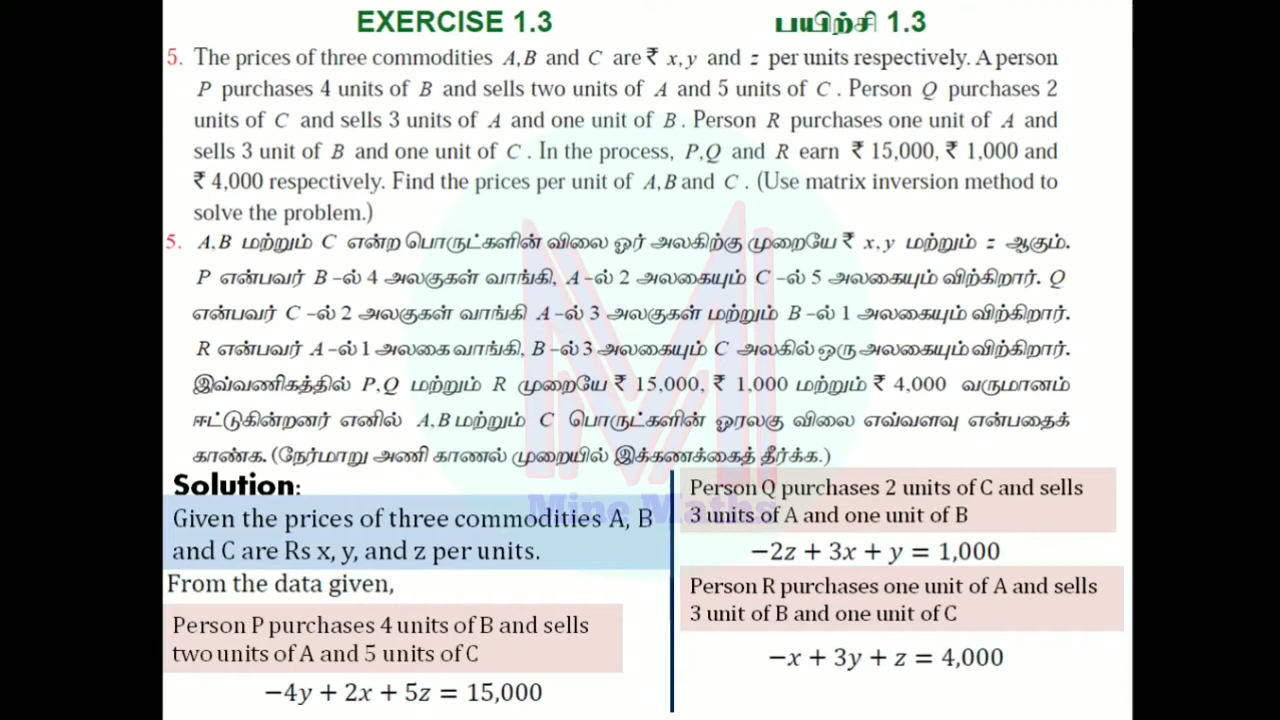 EXERCISE 1.3 பயிற்சி 1.3
5. The prices of three commodities A,B and C are ₹ x, y and z per units respectively. A person
P purchases 4 units of B and sells two units of A and 5 units of C . Person Q purchases 2
units of C and sells 3 units of A and one unit of B . Person R purchases one unit of A and
sells 3 unit of B and one unit of C . In the process, P,Q and R earn ₹ 15,000, ₹ 1,000 and
₹ 4,000 respectively. Find the prices per unit of A,B and C . (Use matrix inversion method to
solve the problem.)
5. A,B மற்றும் C என்ற பொருட்களின் விலை ஓர் அலகிற்கு முறையே ₹ x, y மற்றும் z ஆகும்.
P என்பவர் B -ல் 4 அலகுகள் வாங்கி, A -ல் 2 அலகையும் C -ல் 5 அலகையும் விற்கிறார். Q
என்பவர் C -ல் 2 அலகுகள் வாங்கி A -ல் 3 அலகுகள் மற்றும் B -ல் 1 அலகையும் விற்கிறார்.
R என்பவர் A -ல் 1 அலகை வாங்கி, B -ல் 3 அலகையும் C அலகில் ஒரு அலகையும் விற்கிறார்.
இவ்வணிகத்தில் P,Q மற்றும் R முறையே ₹ 15,000, ₹ 1,000 மற்றும் ₹ 4,000 வருமானம்
ஈட்டுகின்றனர் எனில் A,B மற்றும் C பொருட்களின் ஓரலகு விலை எவ்வளவு என்பதைக்
காண்க. (நேர்மாறு அணி காணல் முறையில் இக்கணக்கைத் தீர்க்க.)
Solution:
Given the prices of three commodities A, B
and C are Rs x, y, and z per units.
From the data given,
Person P purchases 4 units of B and sells
two units of A and 5 units of C
−4y + 2x + 5z = 15,000
Person Q purchases 2 units of C and sells
3 units of A and one unit of B
−2z + 3x + y = 1,000
Person R purchases one unit of A and sells
3 unit of B and one unit of C
−x + 3y + z = 4,000
Mine Maths